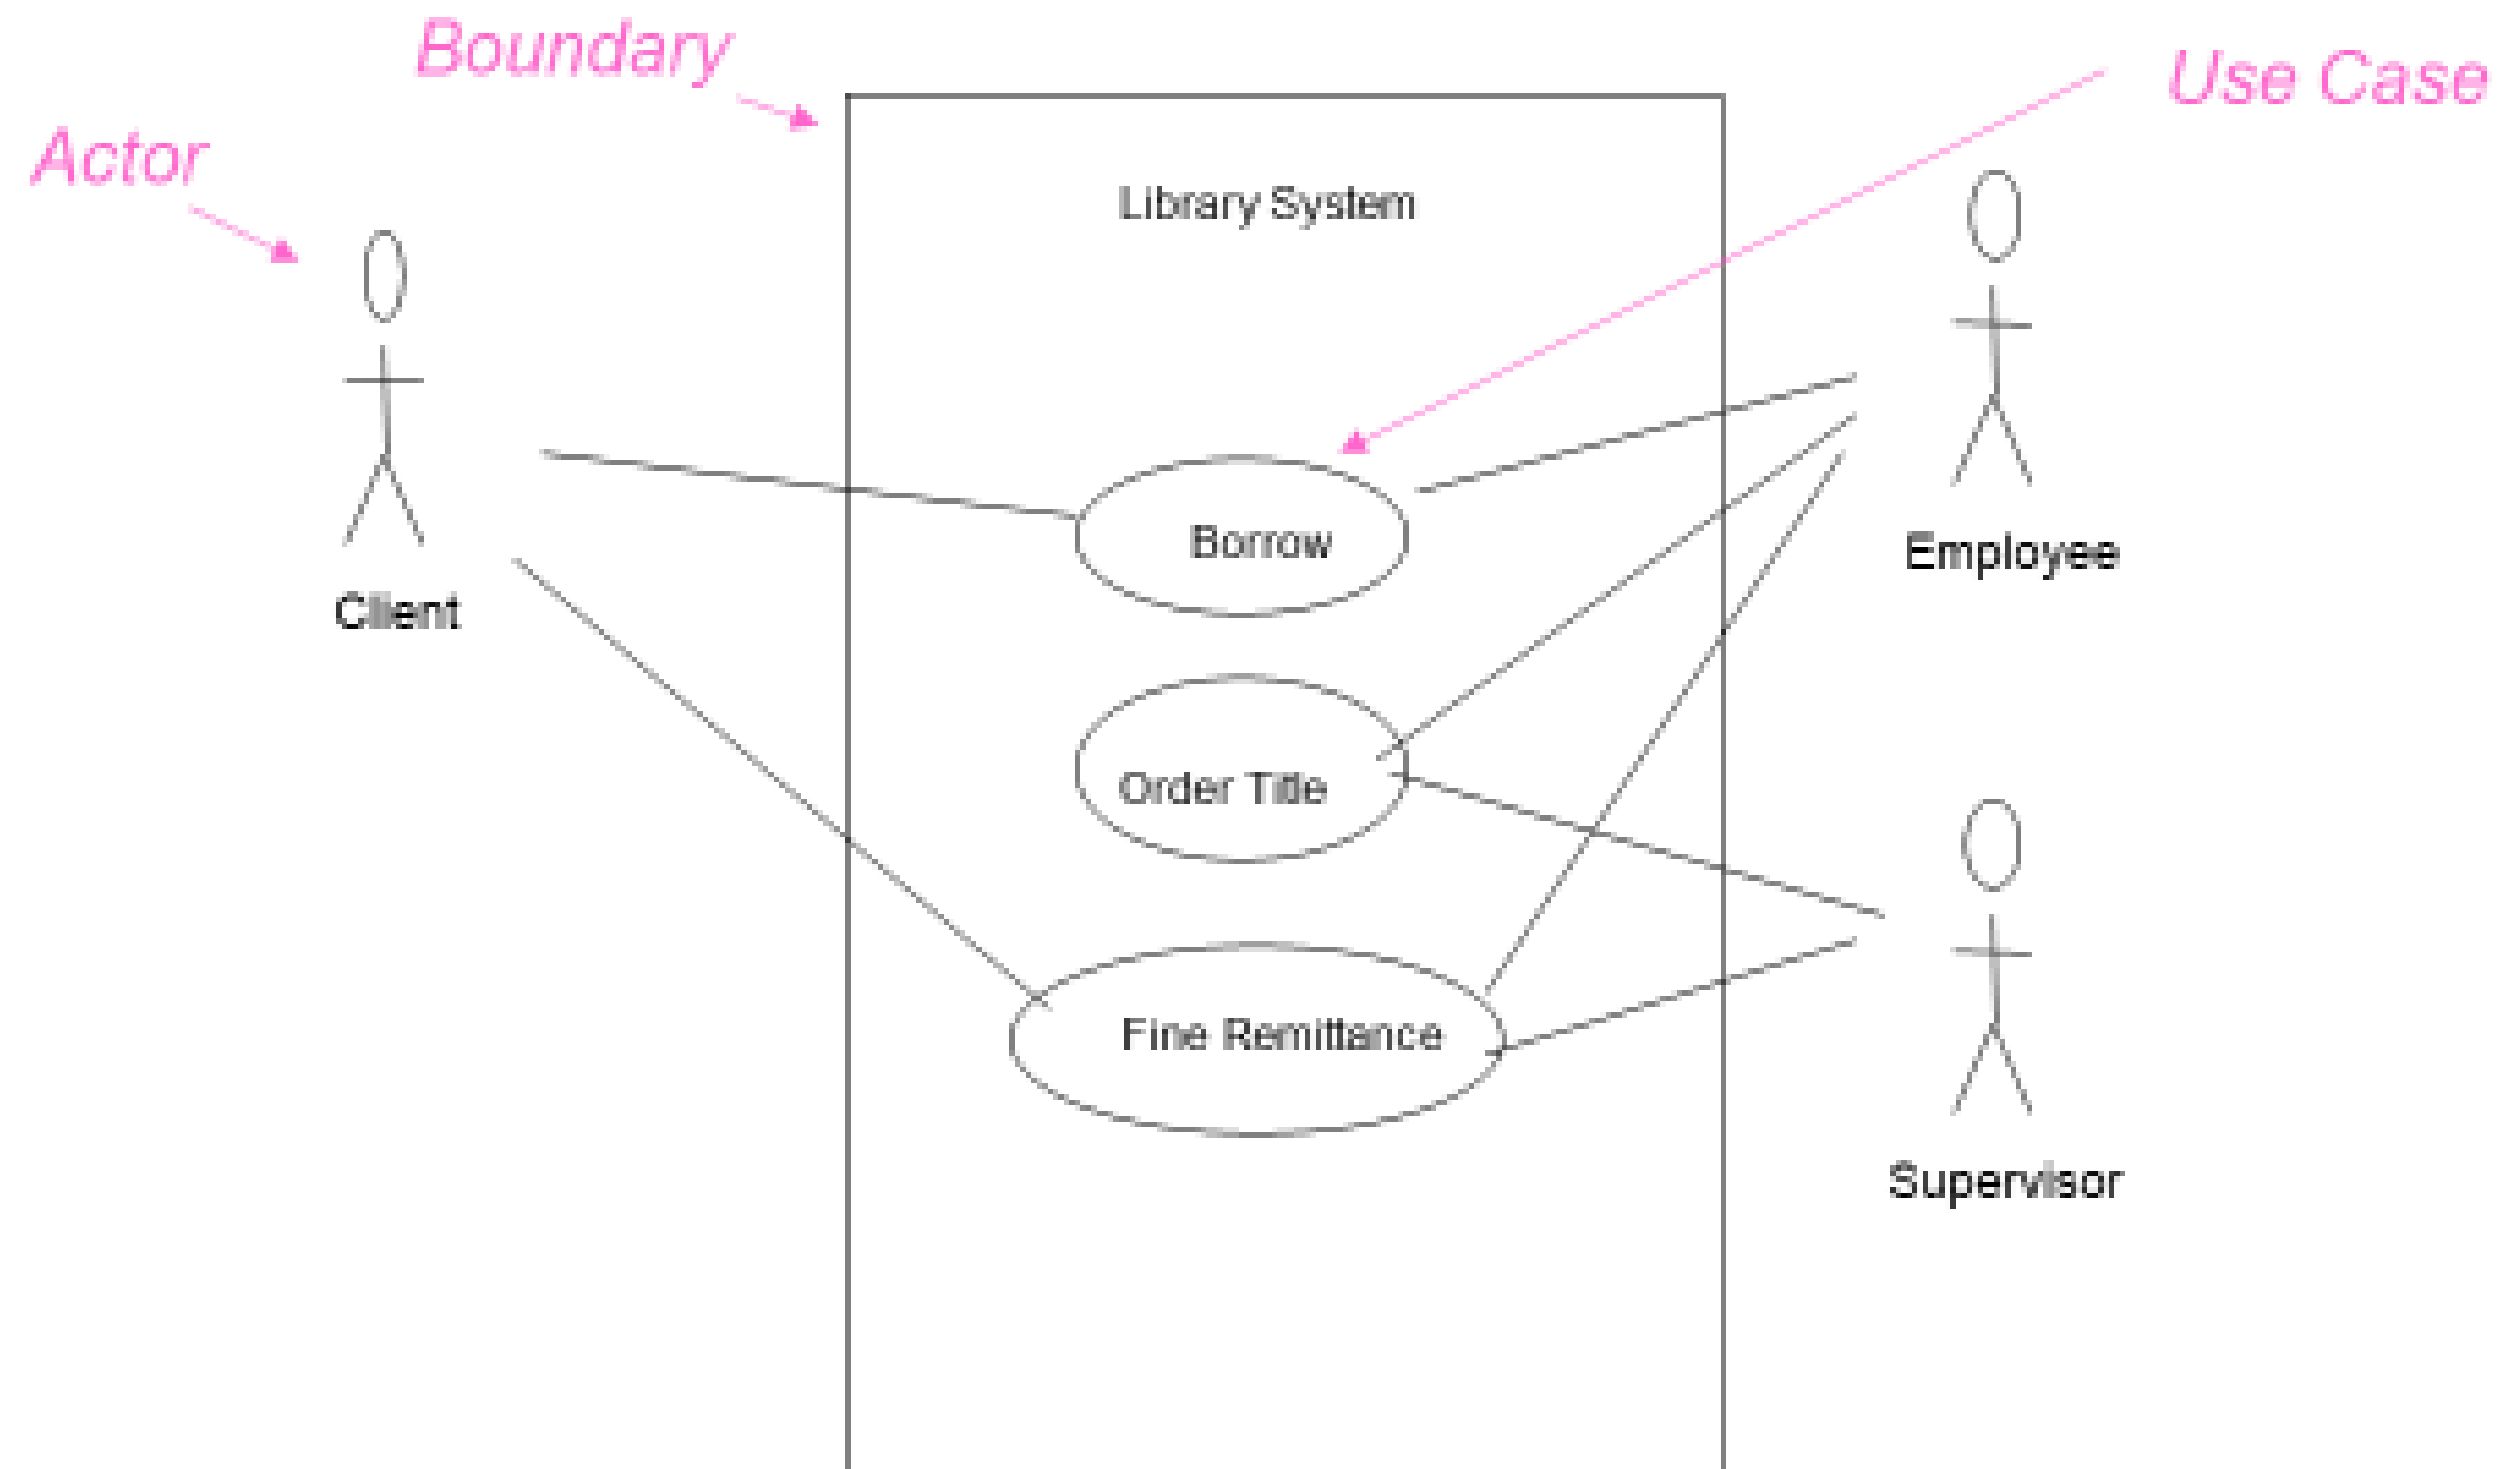 Boundary
Use Case
Actor
Library System
Borrow
Employee
Client
Order Title
Fine Remittance
Supervisor